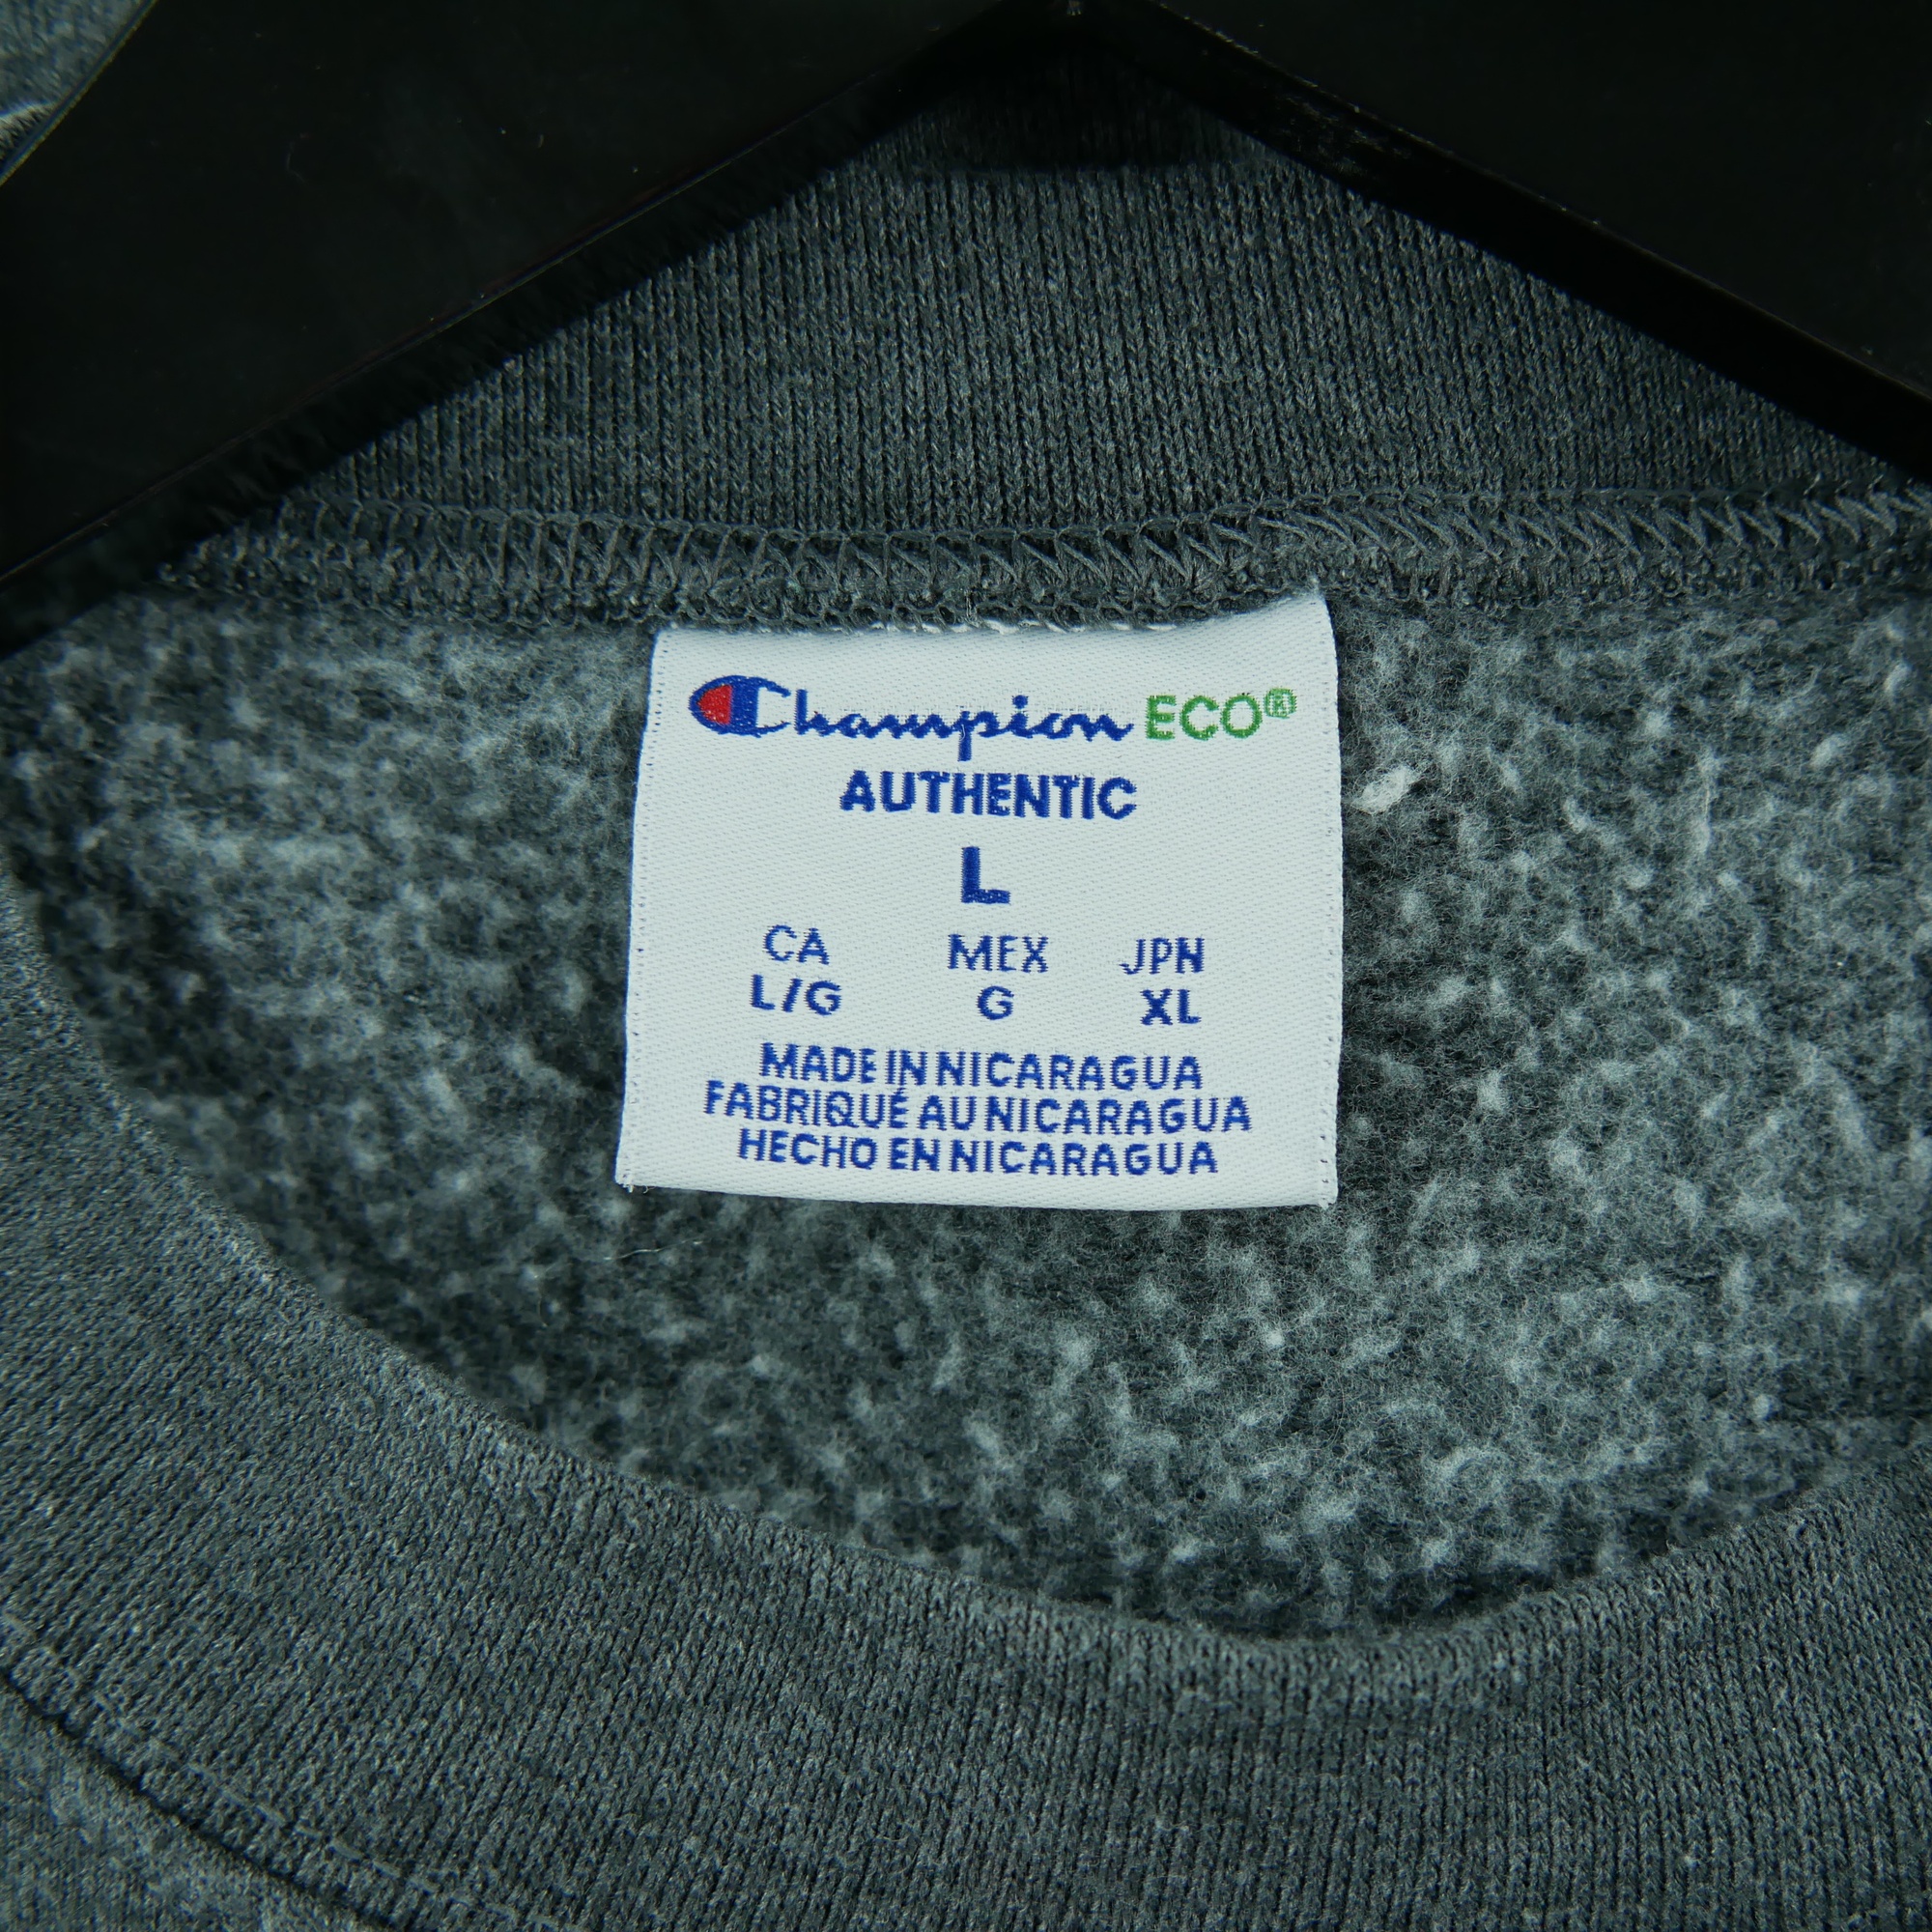 Champion ECO®
AUTHENTIC
L
CA MEX JPN
L/G G XL
MADE IN NICARAGUA
FABRIQUÉ AU NICARAGUA
HECHO EN NICARAGUA